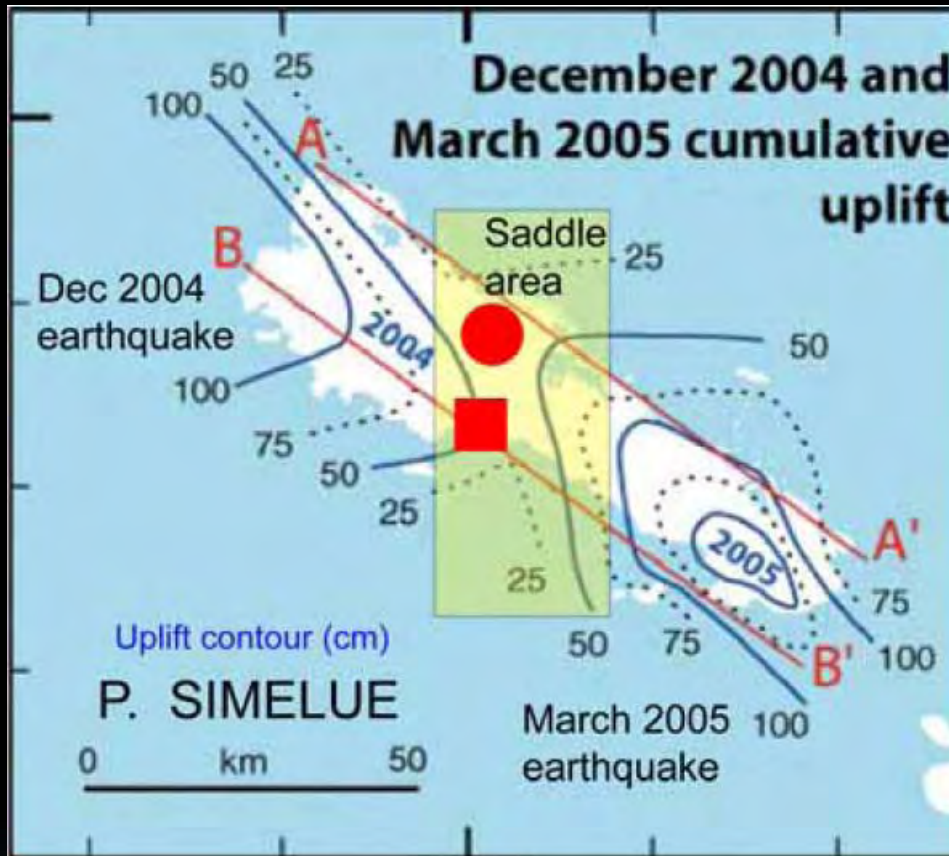 December 2004 and
March 2005 cumulative
uplift
50 25
100
A
Saddle
area
B
25
Dec 2004
earthquake
2004
50
100
75
50
25
A'
2005
25
75
50
75
100
B'
Uplift contour (cm)
P. SIMELUE
March 2005
earthquake
100
0 km 50